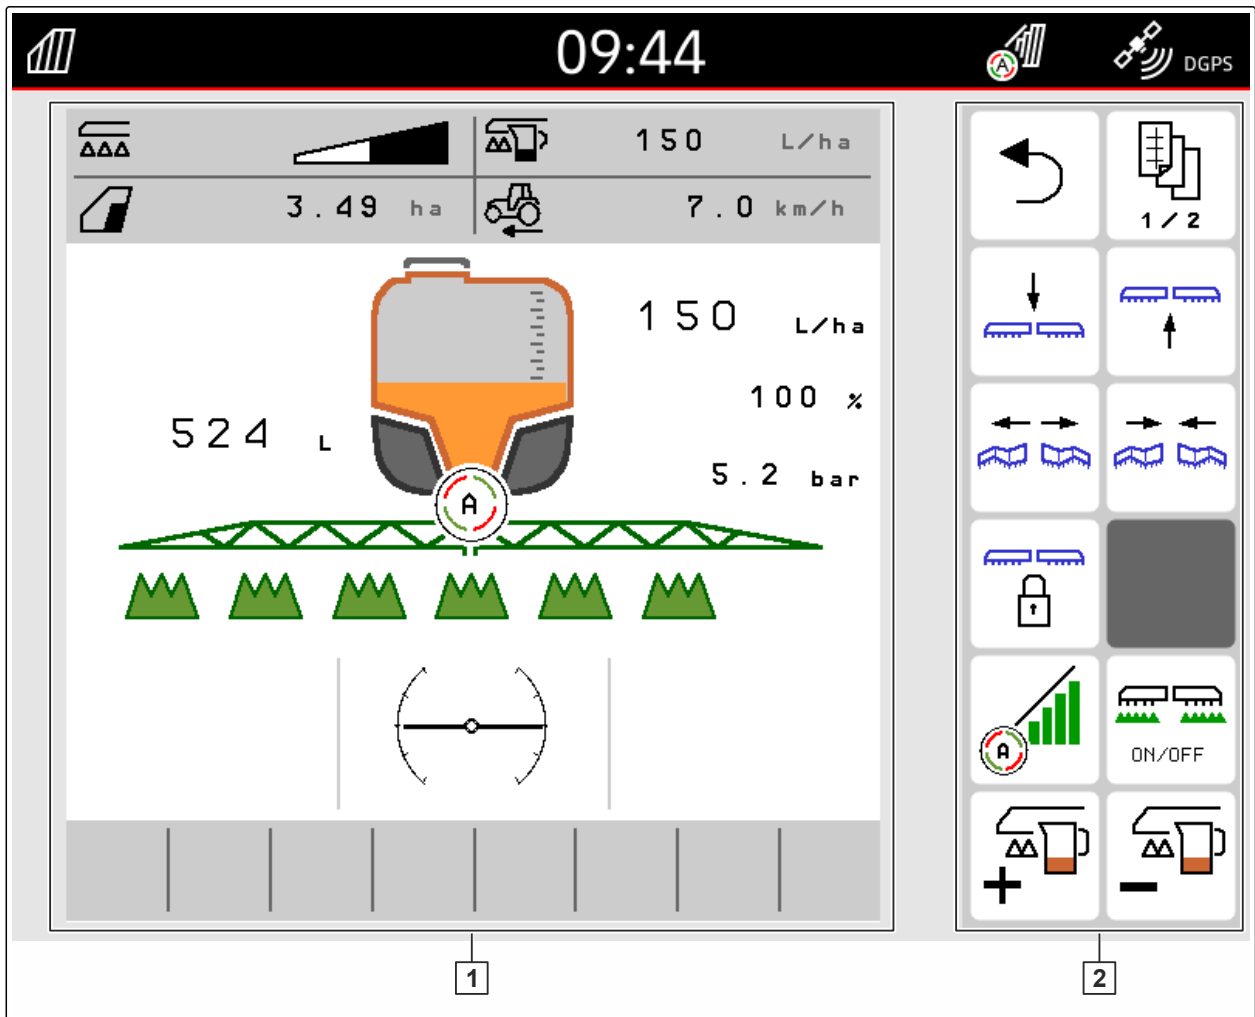 09:44
A
DGPS
150 L/ha
3.49 ha
7.0 km/h
1/2
150 L/ha
100 %
524 L
5.2 bar
A
A
ON/OFF
1
2